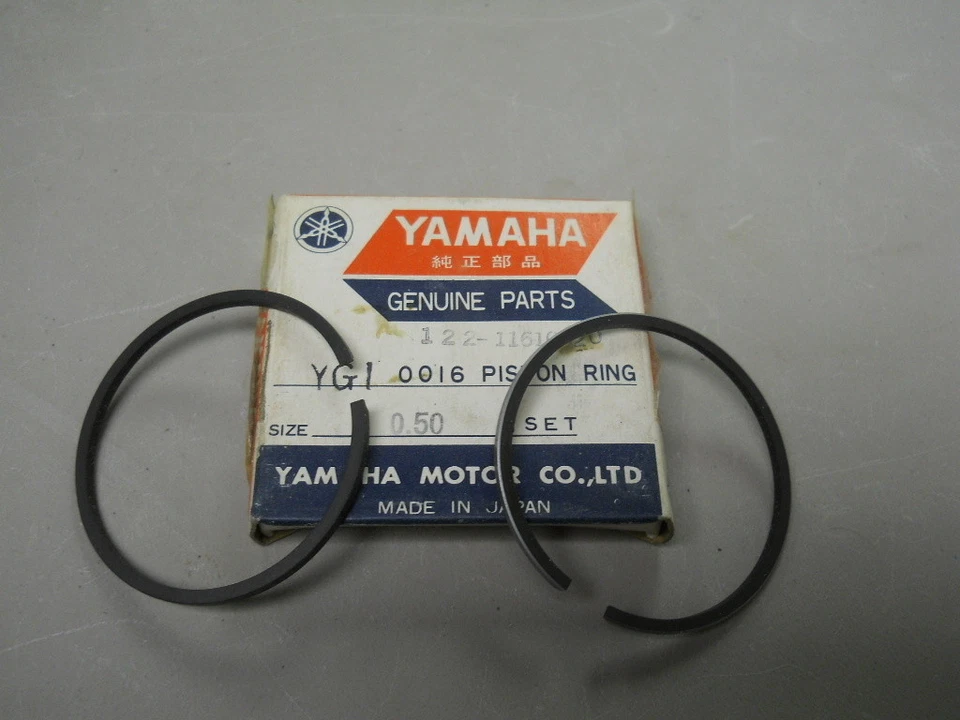 YAMAHA
純正部品
GENUINE PARTS
YG1 0016 PISTON RING
SIZE 0.50 SET
YAMAHA MOTOR CO.,LTD
MADE IN JAPAN